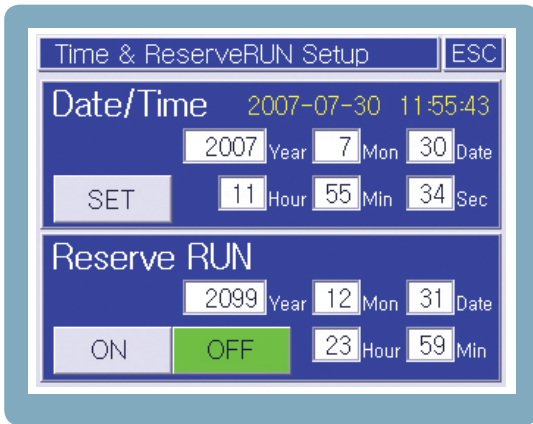 Time & ReserveRUN Setup ESC
Date/Time 2007-07-30 11:55:43
2007 Year 7 Mon 30 Date
SET 11 Hour 55 Min 34 Sec
Reserve RUN
2099 Year 12 Mon 31 Date
ON OFF 23 Hour 59 Min